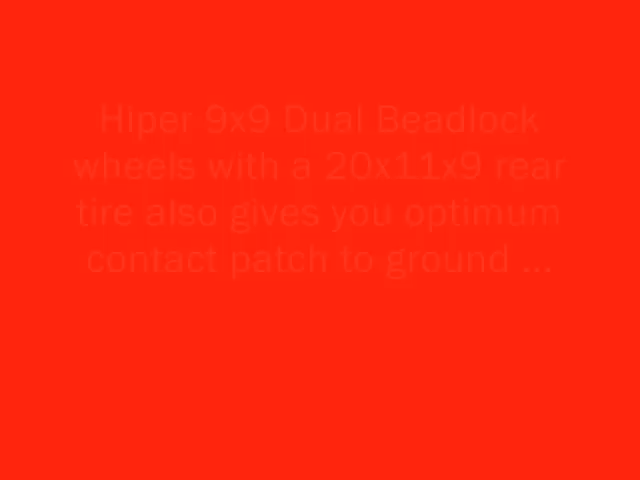 Hiper 9x9 Dual Beadlock
wheels with a 20x11x9 rear
tire also gives you optimum
contact patch to ground ...